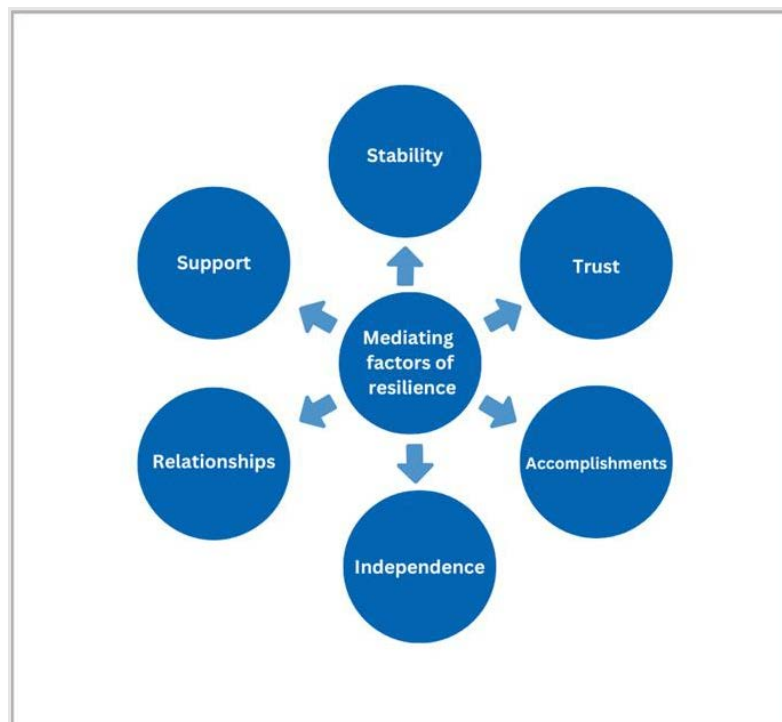 Stability
Support
Trust
Mediating
factors of
resilience
Relationships
Accomplishments
Independence